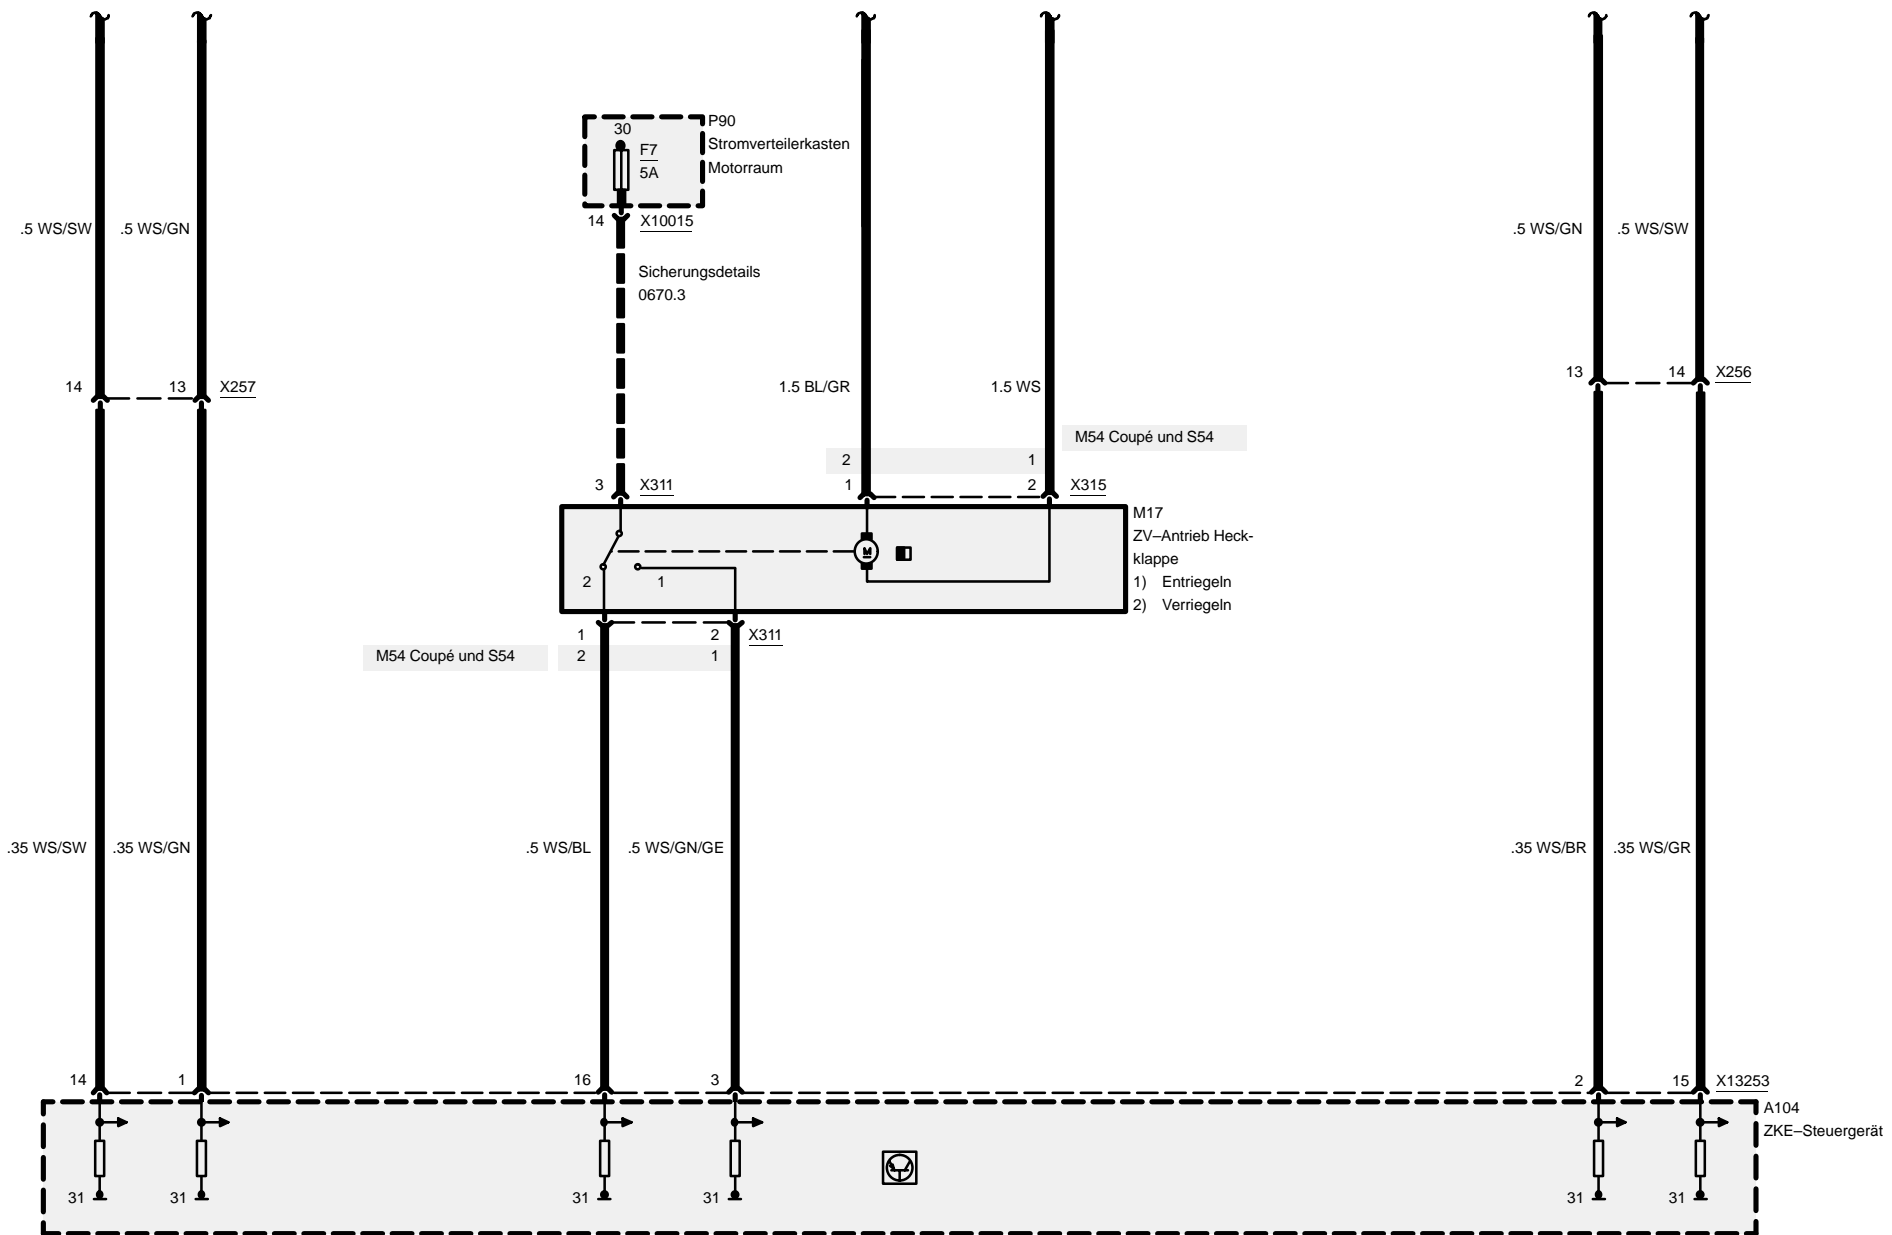 P90
30
Stromverteilerkasten
F7
Motorraum
5A
14 X10015
.5 WS/SW .5 WS/GN .5 WS/GN .5 WS/SW
Sicherungsdetails
0670.3
14 13 X257
13 14 X256
1.5 BL/GR 1.5 WS
M54 Coupé und S54
2 1
3 X311
1 2 X315
M17
ZV–Antrieb Heck-
klappe
M
2 1
1) Entriegeln
2) Verriegeln
1 2 X311
M54 Coupé und S54 2 1
.35 WS/SW .35 WS/GN .5 WS/BL .5 WS/GN/GE .35 WS/BR .35 WS/GR
14 1 16 3 2 15 X13253
A104
ZKE–Steuergerät
31 31 31 31 31 31